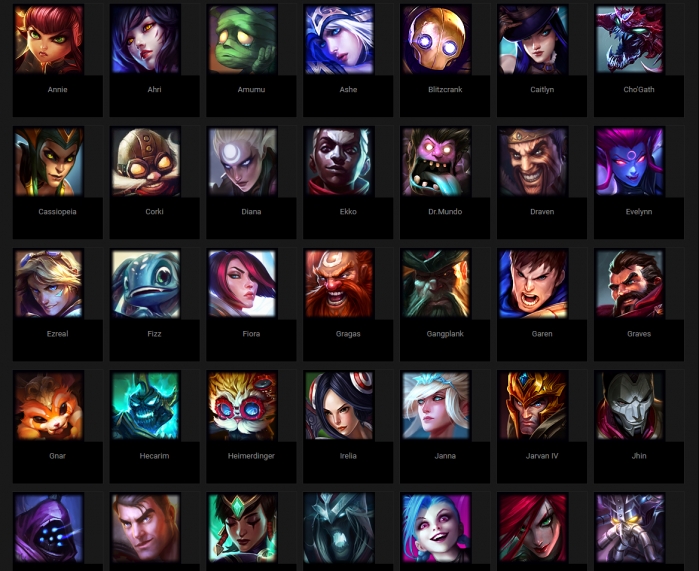 Annie Ahri Amumu Ashe Blitzcrank Caitlyn Cho'Gath
Cassiopeia Corki Diana Ekko Dr.Mundo Draven Evelynn
Ezreal Fizz Fiora Gragas Gangplank Garen Graves
Gnar Hecarim Heimerdinger Irelia Janna Jarvan IV Jhin